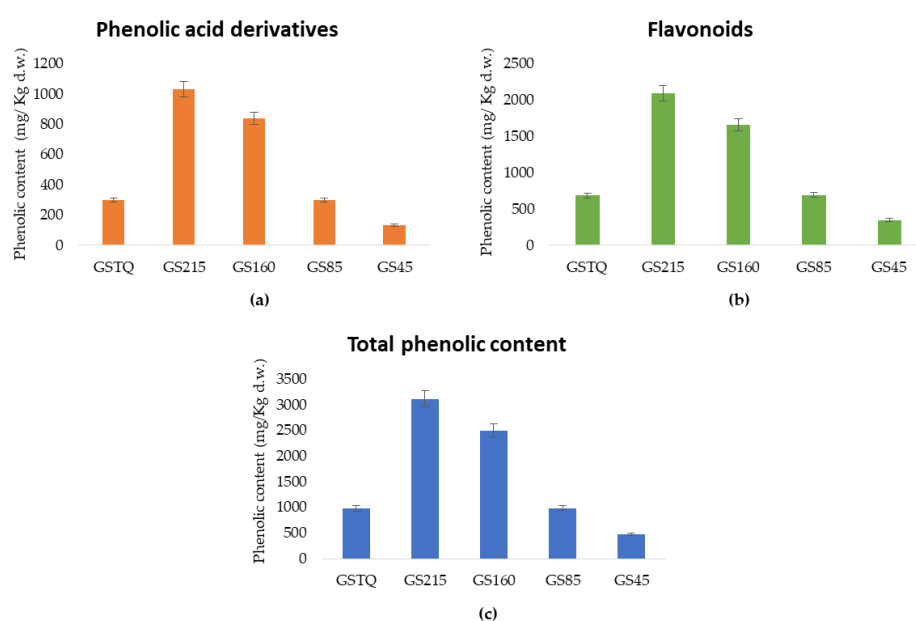 Phenolic acid derivatives
Phenolic content (mg/ Kg d.w.)
1200
1000
800
600
400
200
0
GSTQ GS215 GS160 GS85 GS45
(a)
Flavonoids
Phenolic content (mg/ Kg d.w.)
2500
2000
1500
1000
500
0
GSTQ GS215 GS160 GS85 GS45
(b)
Total phenolic content
Phenolic content (mg/Kg d.w.)
3500
3000
2500
2000
1500
1000
500
0
GSTQ GS215 GS160 GS85 GS45
(c)